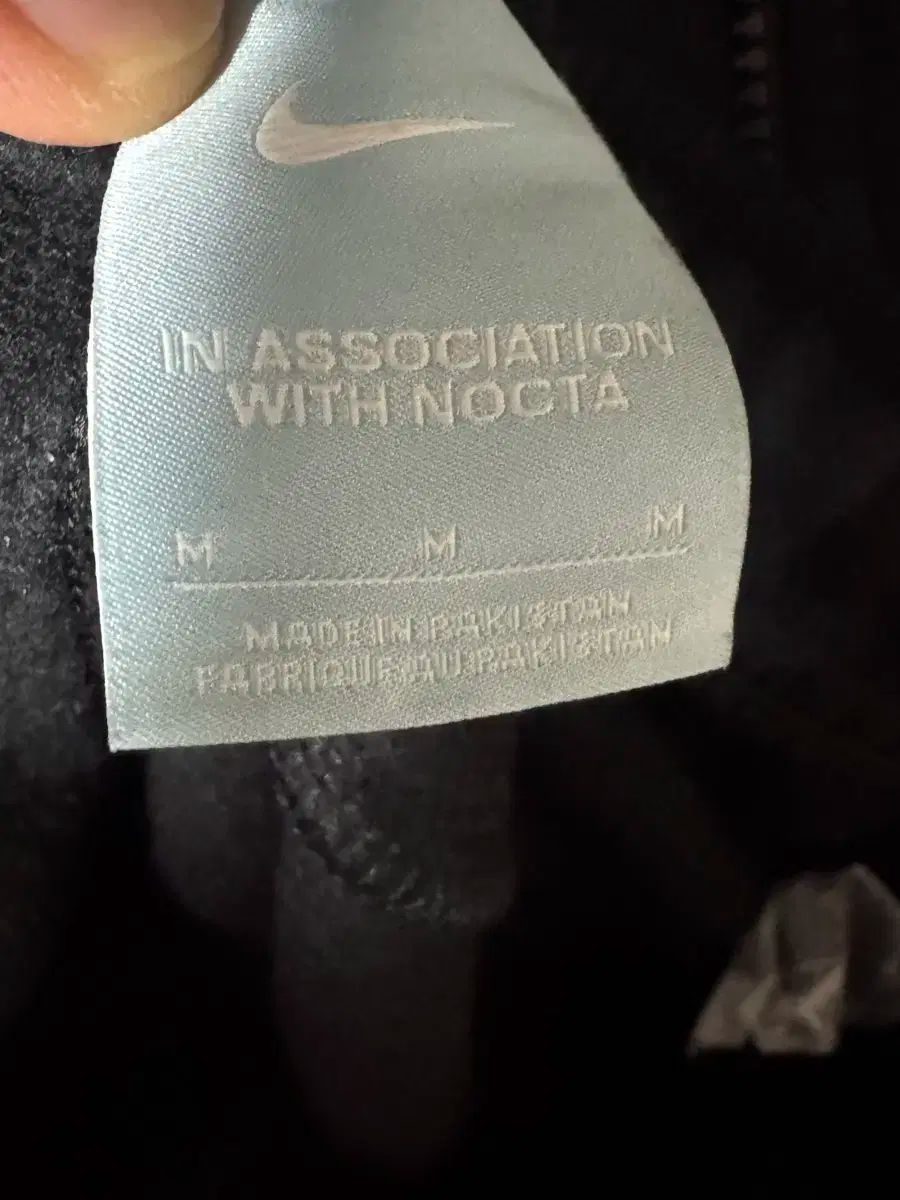 IN ASSOCIATION
WITH NOCTA
M M M
MADE IN PAKISTAN
FABRIQUE AU PAKISTAN